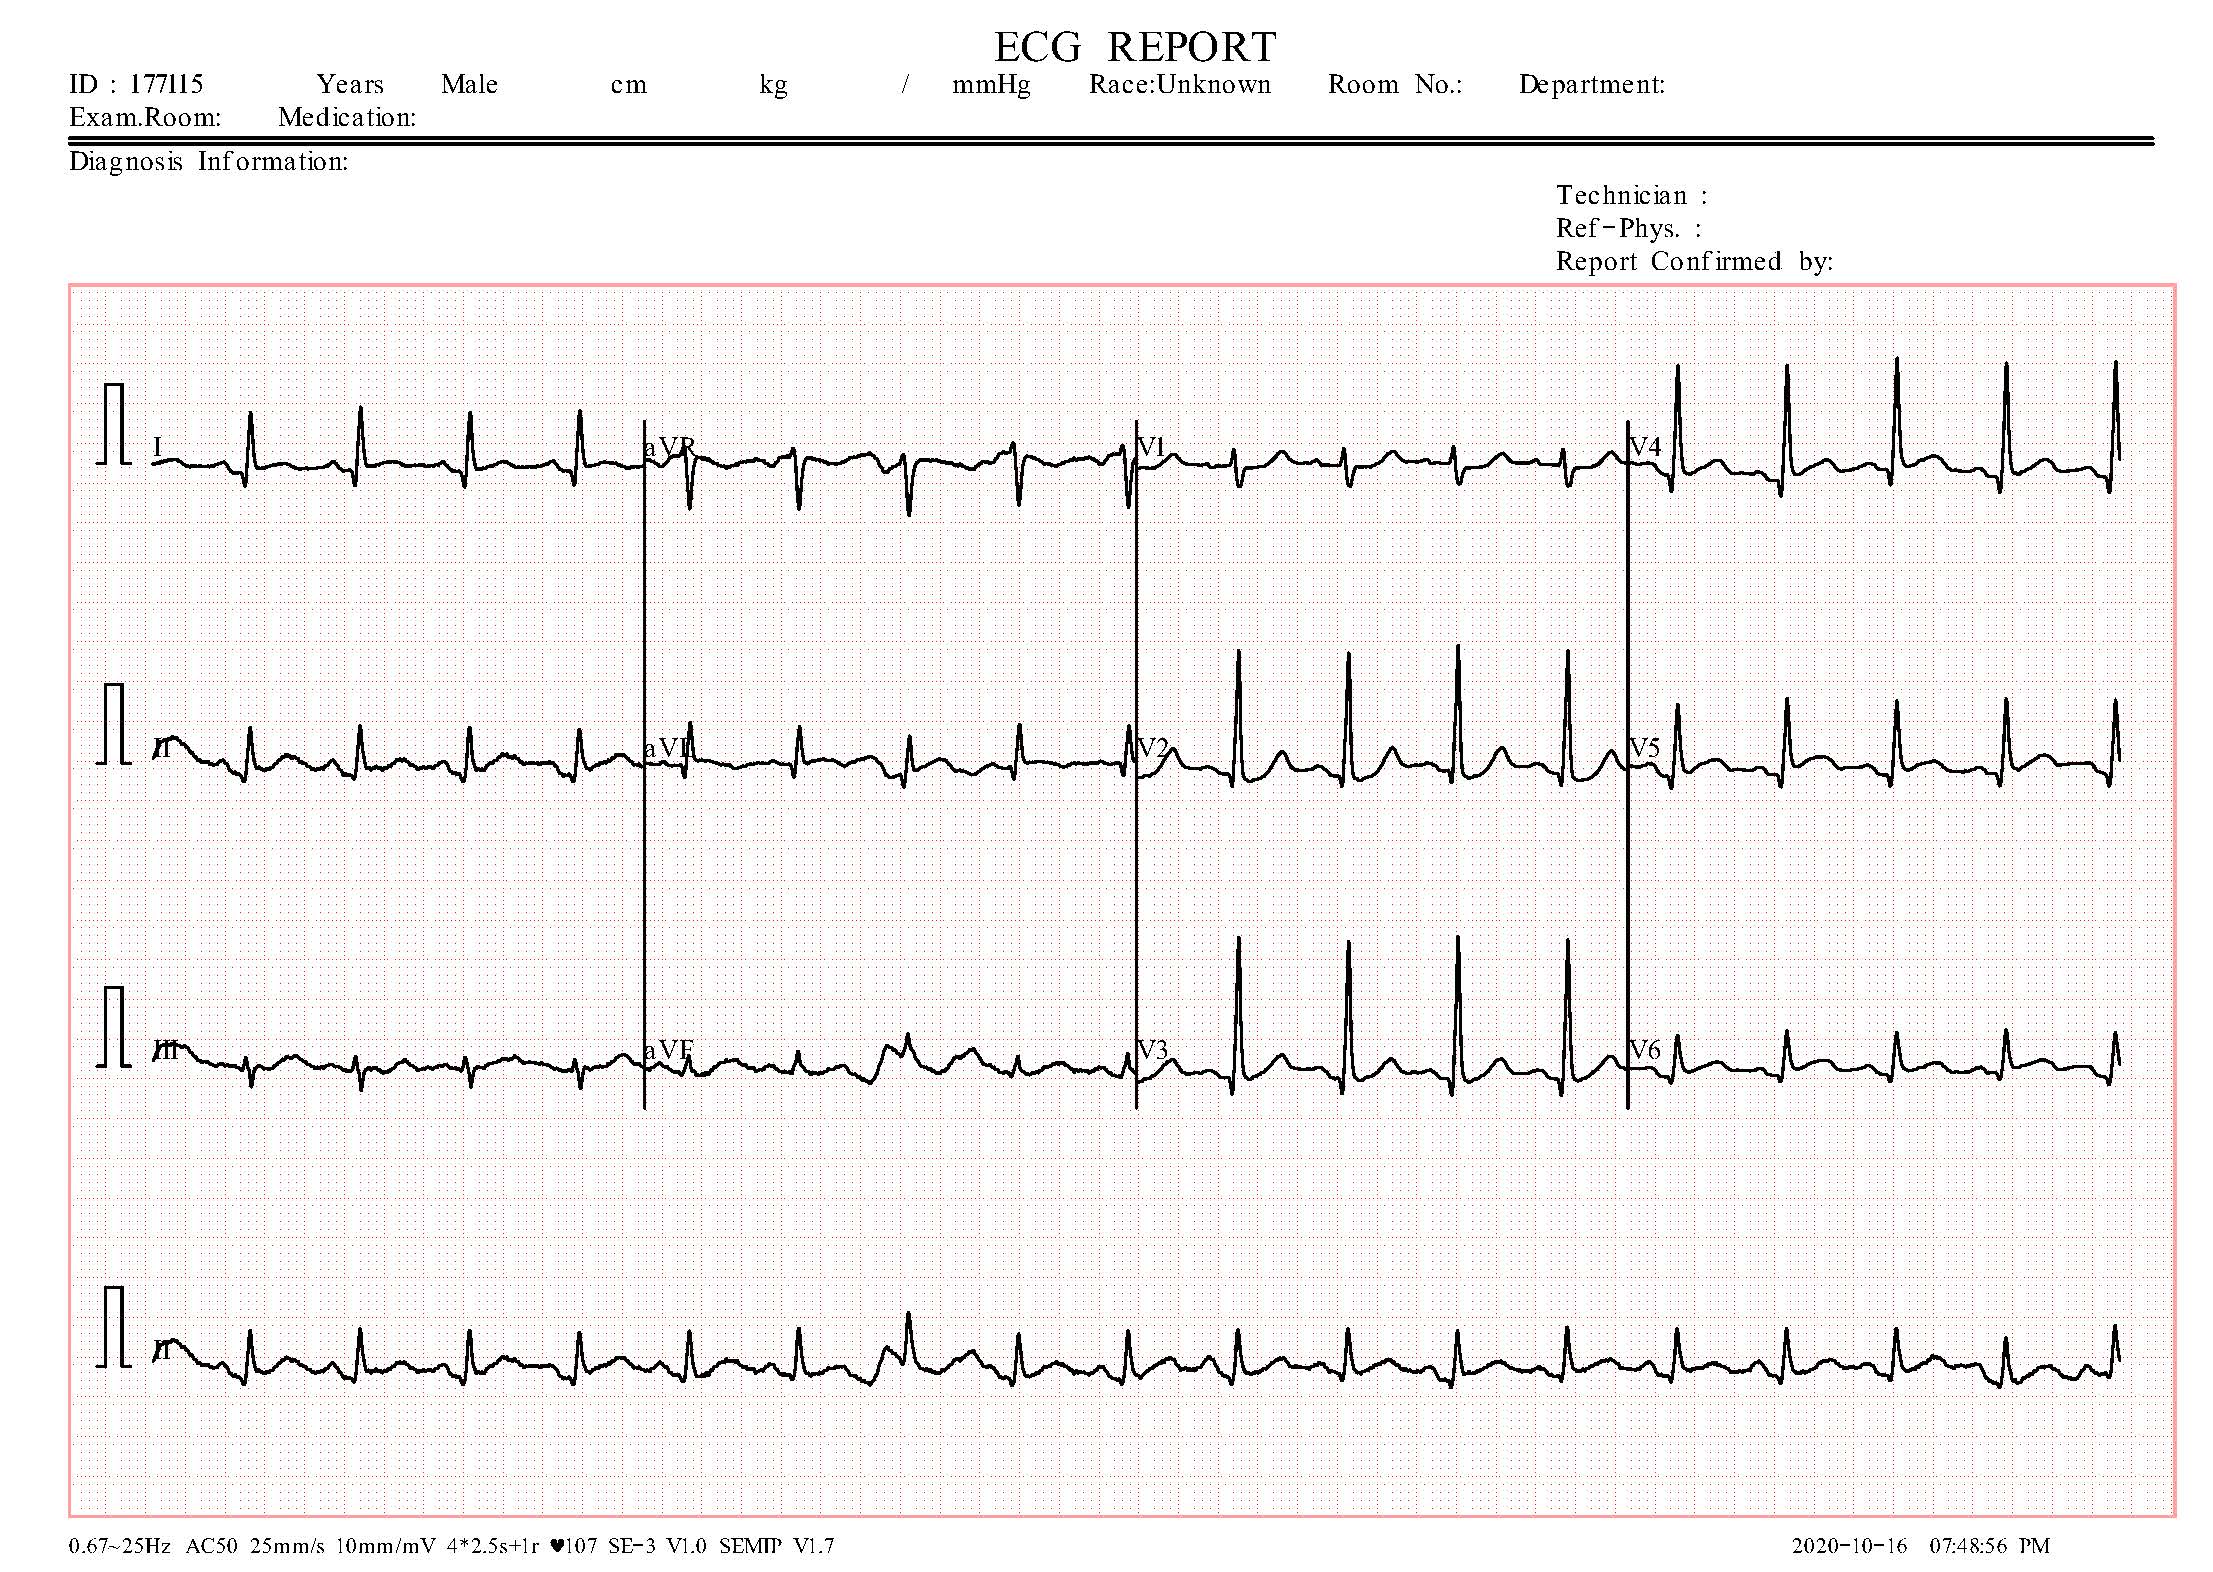 ECG REPORT
ID : 177115 Years Male cm kg / mmHg Race:Unknown Room No.: Department:
Exam.Room: Medication:
Diagnosis Information:
Technician :
Ref-Phys. :
Report Confirmed by:
I aVR V1 V4
II aVL V2 V5
III aVF V3 V6
II
0.67~25Hz AC50 25mm/s 10mm/mV 4*2.5s+1r ♥107 SE-3 V1.0 SEMIP V1.7 2020-10-16 07:48:56 PM